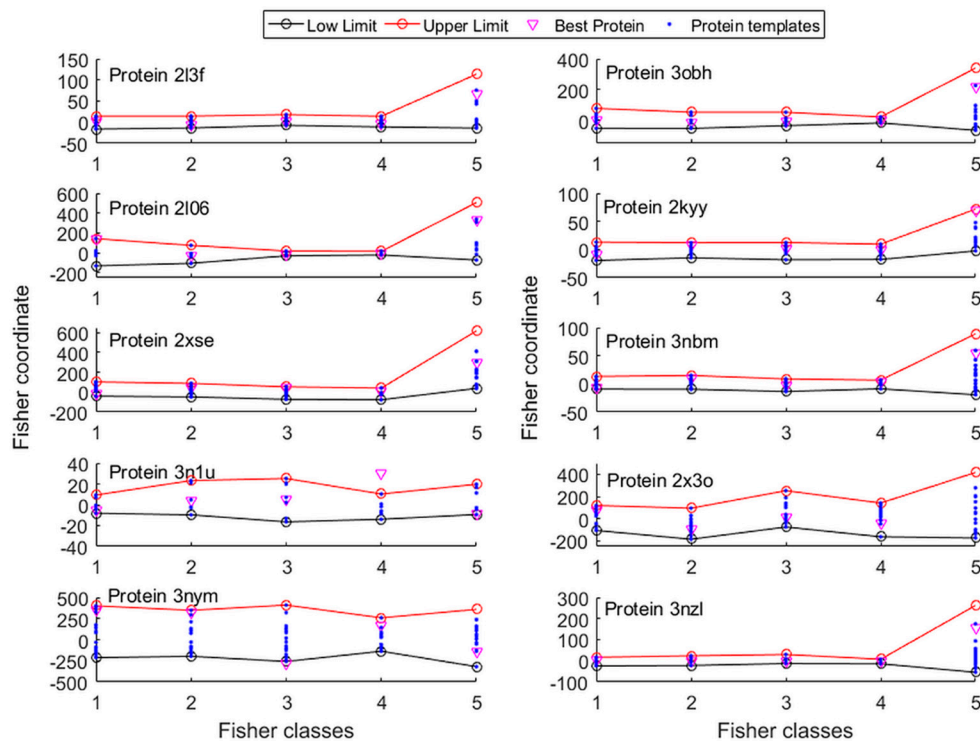 Low Limit Upper Limit Best Protein Protein templates
Protein 2l3f
150
100
50
0
-50
1 2 3 4 5
Protein 3obh
400
200
0
1 2 3 4 5
Protein 2l06
600
400
200
0
-200
1 2 3 4 5
Protein 2kyy
100
50
0
-50
1 2 3 4 5
Protein 2xse
600
400
200
0
-200
1 2 3 4 5
Protein 3nbm
100
50
0
-50
1 2 3 4 5
Protein 3n1u
40
20
0
-20
-40
1 2 3 4 5
Protein 2x3o
400
200
0
-200
1 2 3 4 5
Protein 3nym
500
250
0
-250
-500
1 2 3 4 5
Protein 3nzl
300
200
100
0
-100
1 2 3 4 5
Fisher coordinate
Fisher coordinate
Fisher classes
Fisher classes